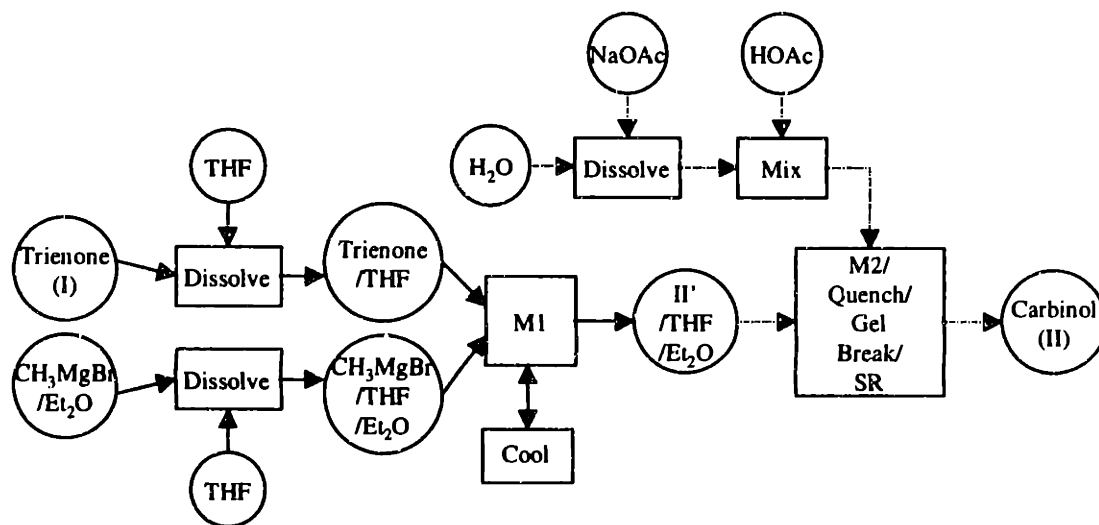 NaOAc
HOAc
H₂O
Dissolve
Mix
THF
Trienone
(I)
Dissolve
Trienone
/THF
M1
II'
/THF
/Et₂O
M2/
Quench/
Gel
Break/
SR
Carbinol
(II)
CH₃MgBr
/Et₂O
Dissolve
CH₃MgBr
/THF
/Et₂O
Cool
THF